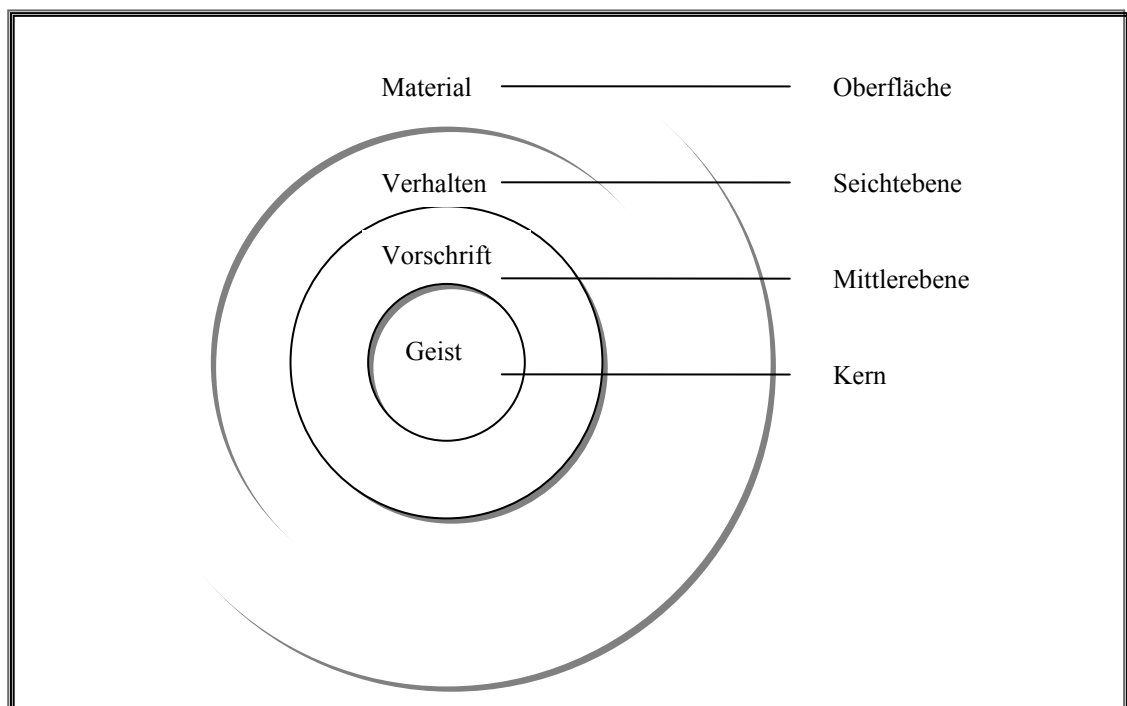 Material Oberfläche
Verhalten Seichtebene
Vorschrift
Mittlerebene
Geist
Kern